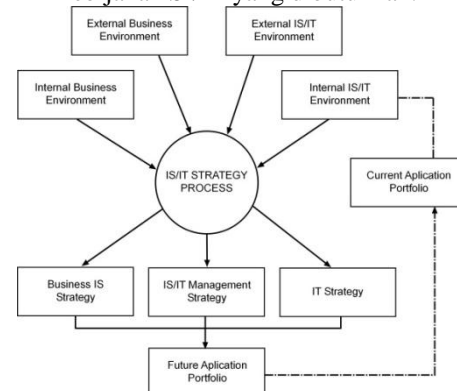 External Business
Environment
External IS/IT
Environment
Internal Business
Environment
Internal IS/IT
Environment
IS/IT STRATEGY
PROCESS
Current Aplication
Portfolio
Business IS
Strategy
IS/IT Management
Strategy
IT Strategy
Future Aplication
Portfolio